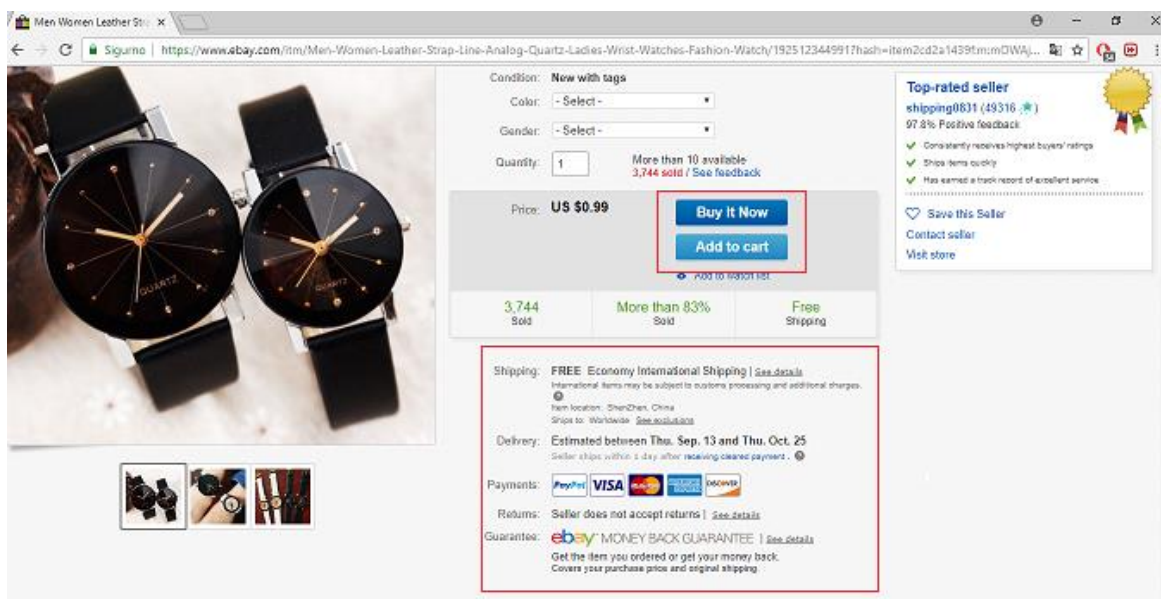 Men Women Leather Str
Sigurno | https://www.ebay.com/itm/Men-Women-Leather-Strap-Line-Analog-Quartz-Ladies-Wrist-Watches-Fashion-Watch/192512344991?hash=item2cd2a1439f:m:mOWAj...
Condition: New with tags
Color: - Select -
Gender: - Select -
Quantity: 1 More than 10 available
3,744 sold / See feedback
Price: US $0.99 Buy It Now
Add to cart
Add to watch list
3,744 More than 83% Free
Sold Sold Shipping
Shipping: FREE Economy International Shipping | See details
International items may be subject to customs processing and additional charges.
Item location: ShenZhen, China
Ships to: Worldwide See exclusions
Delivery: Estimated between Thu. Sep. 13 and Thu. Oct. 25
Seller ships within 1 day after receiving cleared payment.
Payments: PayPal VISA MasterCard DISCOVER
Returns: Seller does not accept returns | See details
Guarantee: ebay MONEY BACK GUARANTEE | See details
Get the item you ordered or get your money back.
Covers your purchase price and original shipping.
Top-rated seller
shipping0831 (49316)
97.8% Positive feedback
Consistently receives highest buyers' ratings
Ships items quickly
Has earned a track record of excellent service
Save this Seller
Contact seller
Visit store
QUARTZ
QUARTZ